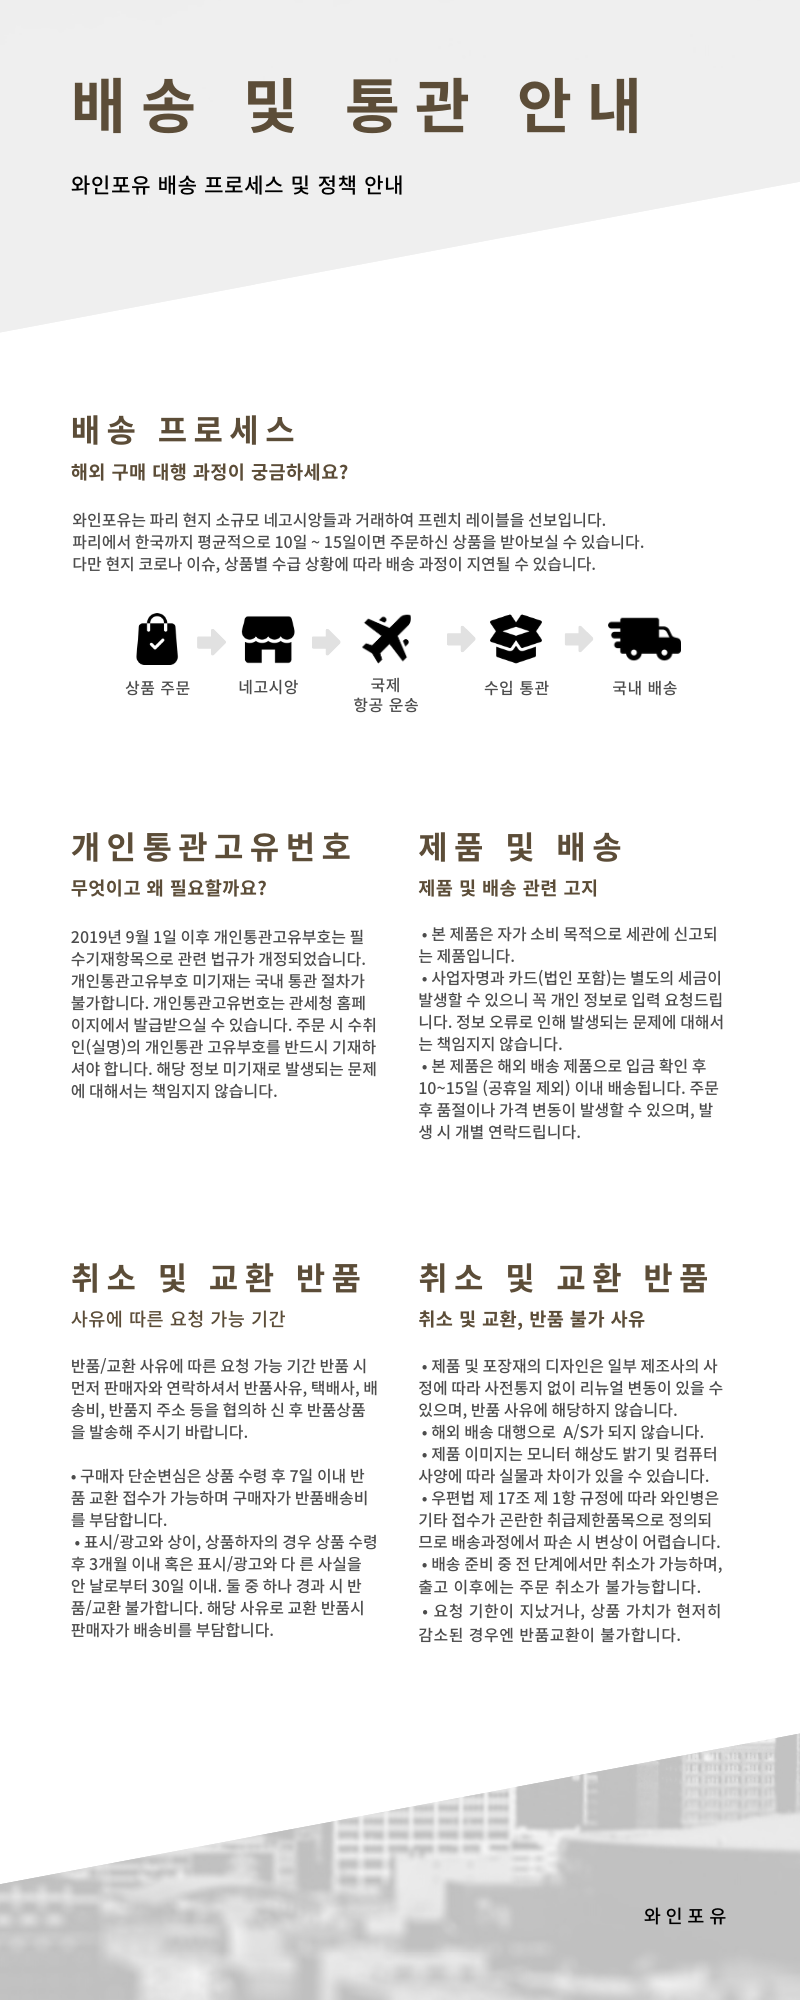 배송 및 통관 안내
와인포유 배송 프로세스 및 정책 안내
배송 프로세스
해외 구매 대행 과정이 궁금하세요?
와인포유는 파리 현지 소규모 네고시앙들과 거래하여 프렌치 레이블을 선보입니다.
파리에서 한국까지 평균적으로 10일 ~ 15일이면 주문하신 상품을 받아보실 수 있습니다.
다만 현지 코로나 이슈, 상품별 수급 상황에 따라 배송 과정이 지연될 수 있습니다.
상품 주문
네고시앙
국제
항공 운송
수입 통관
국내 배송
개인통관고유번호
무엇이고 왜 필요할까요?
2019년 9월 1일 이후 개인통관고유부호는 필
수기재항목으로 관련 법규가 개정되었습니다.
개인통관고유부호 미기재는 국내 통관 절차가
불가합니다. 개인통관고유번호는 관세청 홈페
이지에서 발급받으실 수 있습니다. 주문 시 수취
인(실명)의 개인통관 고유부호를 반드시 기재하
셔야 합니다. 해당 정보 미기재로 발생되는 문제
에 대해서는 책임지지 않습니다.
제품 및 배송
제품 및 배송 관련 고지
• 본 제품은 자가 소비 목적으로 세관에 신고되
는 제품입니다.
• 사업자명과 카드(법인 포함)는 별도의 세금이
발생할 수 있으니 꼭 개인 정보로 입력 요청드립
니다. 정보 오류로 인해 발생되는 문제에 대해서
는 책임지지 않습니다.
• 본 제품은 해외 배송 제품으로 입금 확인 후
10~15일 (공휴일 제외) 이내 배송됩니다. 주문
후 품절이나 가격 변동이 발생할 수 있으며, 발
생 시 개별 연락드립니다.
취소 및 교환 반품
사유에 따른 요청 가능 기간
반품/교환 사유에 따른 요청 가능 기간 반품 시
먼저 판매자와 연락하셔서 반품사유, 택배사, 배
송비, 반품지 주소 등을 협의하 신 후 반품상품
을 발송해 주시기 바랍니다.
• 구매자 단순변심은 상품 수령 후 7일 이내 반
품 교환 접수가 가능하며 구매자가 반품배송비
를 부담합니다.
• 표시/광고와 상이, 상품하자의 경우 상품 수령
후 3개월 이내 혹은 표시/광고와 다 른 사실을
안 날로부터 30일 이내. 둘 중 하나 경과 시 반
품/교환 불가합니다. 해당 사유로 교환 반품시
판매자가 배송비를 부담합니다.
취소 및 교환 반품
취소 및 교환, 반품 불가 사유
• 제품 및 포장재의 디자인은 일부 제조사의 사
정에 따라 사전통지 없이 리뉴얼 변동이 있을 수
있으며, 반품 사유에 해당하지 않습니다.
• 해외 배송 대행으로 A/S가 되지 않습니다.
• 제품 이미지는 모니터 해상도 밝기 및 컴퓨터
사양에 따라 실물과 차이가 있을 수 있습니다.
• 우편법 제 17조 제 1항 규정에 따라 와인병은
기타 접수가 곤란한 취급제한품목으로 정의되
므로 배송과정에서 파손 시 변상이 어렵습니다.
• 배송 준비 중 전 단계에서만 취소가 가능하며,
출고 이후에는 주문 취소가 불가능합니다.
• 요청 기한이 지났거나, 상품 가치가 현저히
감소된 경우엔 반품교환이 불가합니다.
와인포유